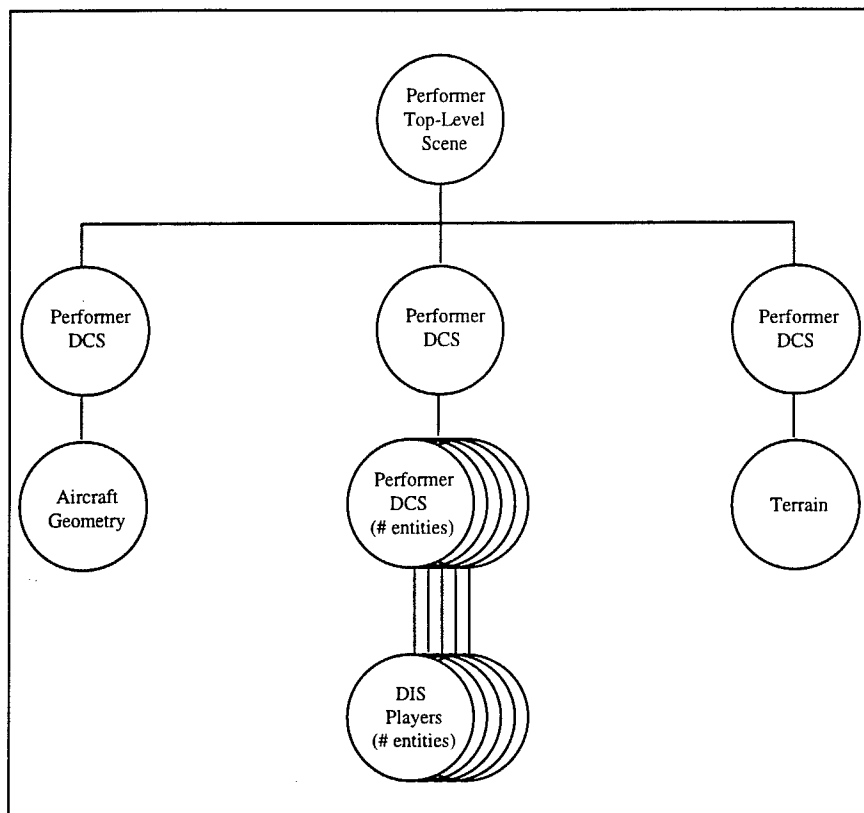 Performer
Top-Level
Scene
Performer
DCS
Performer
DCS
Performer
DCS
Aircraft
Geometry
Performer
DCS
(# entities)
Terrain
DIS
Players
(# entities)